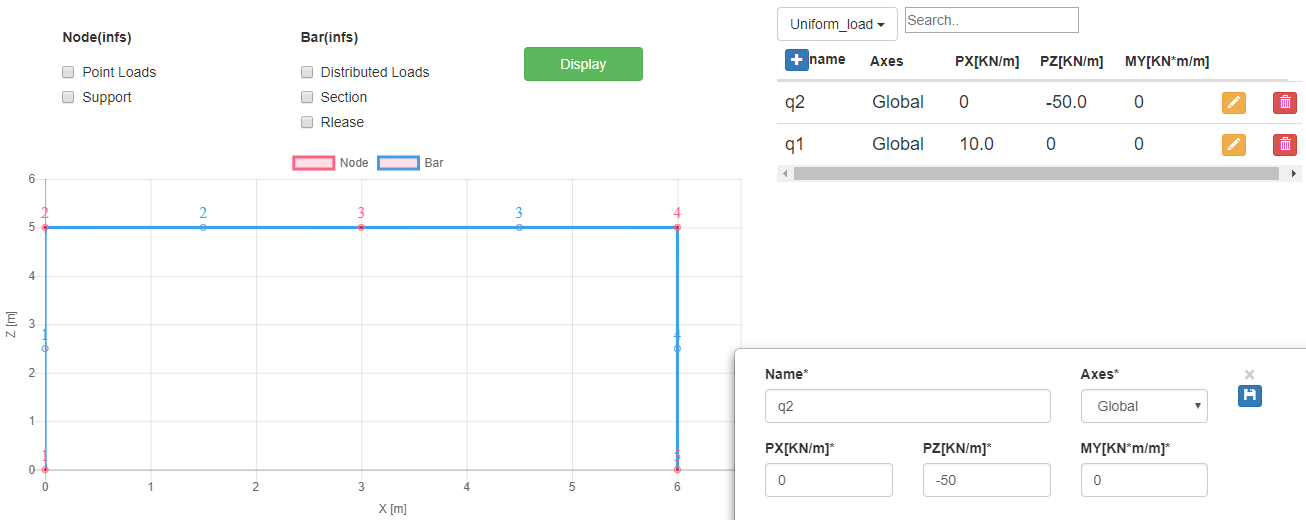 Node(infs)
Bar(infs)
Point Loads
Distributed Loads
Display
Support
Section
Rlease
Node
Bar
6
2
2
3
3
4
5
4
3
1
4
2
1
1
5
0
0
1
2
3
4
5
6
Z [m]
X [m]
Uniform_load
Search..
name Axes PX[KN/m] PZ[KN/m] MY[KN*m/m]
q2 Global 0 -50.0 0
q1 Global 10.0 0 0
Name*
Axes*
×
q2
Global
PX[KN/m]*
PZ[KN/m]*
MY[KN*m/m]*
0
-50
0